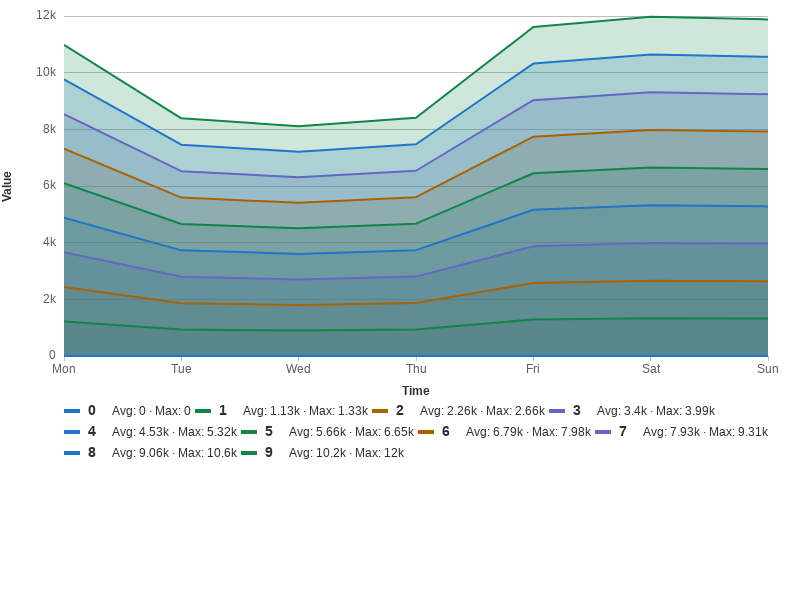 12k
10k
8k
6k
4k
2k
0
Value
Mon Tue Wed Thu Fri Sat Sun
Time
0 Avg: 0 · Max: 0 1 Avg: 1.13k · Max: 1.33k 2 Avg: 2.26k · Max: 2.66k 3 Avg: 3.4k · Max: 3.99k
4 Avg: 4.53k · Max: 5.32k 5 Avg: 5.66k · Max: 6.65k 6 Avg: 6.79k · Max: 7.98k 7 Avg: 7.93k · Max: 9.31k
8 Avg: 9.06k · Max: 10.6k 9 Avg: 10.2k · Max: 12k